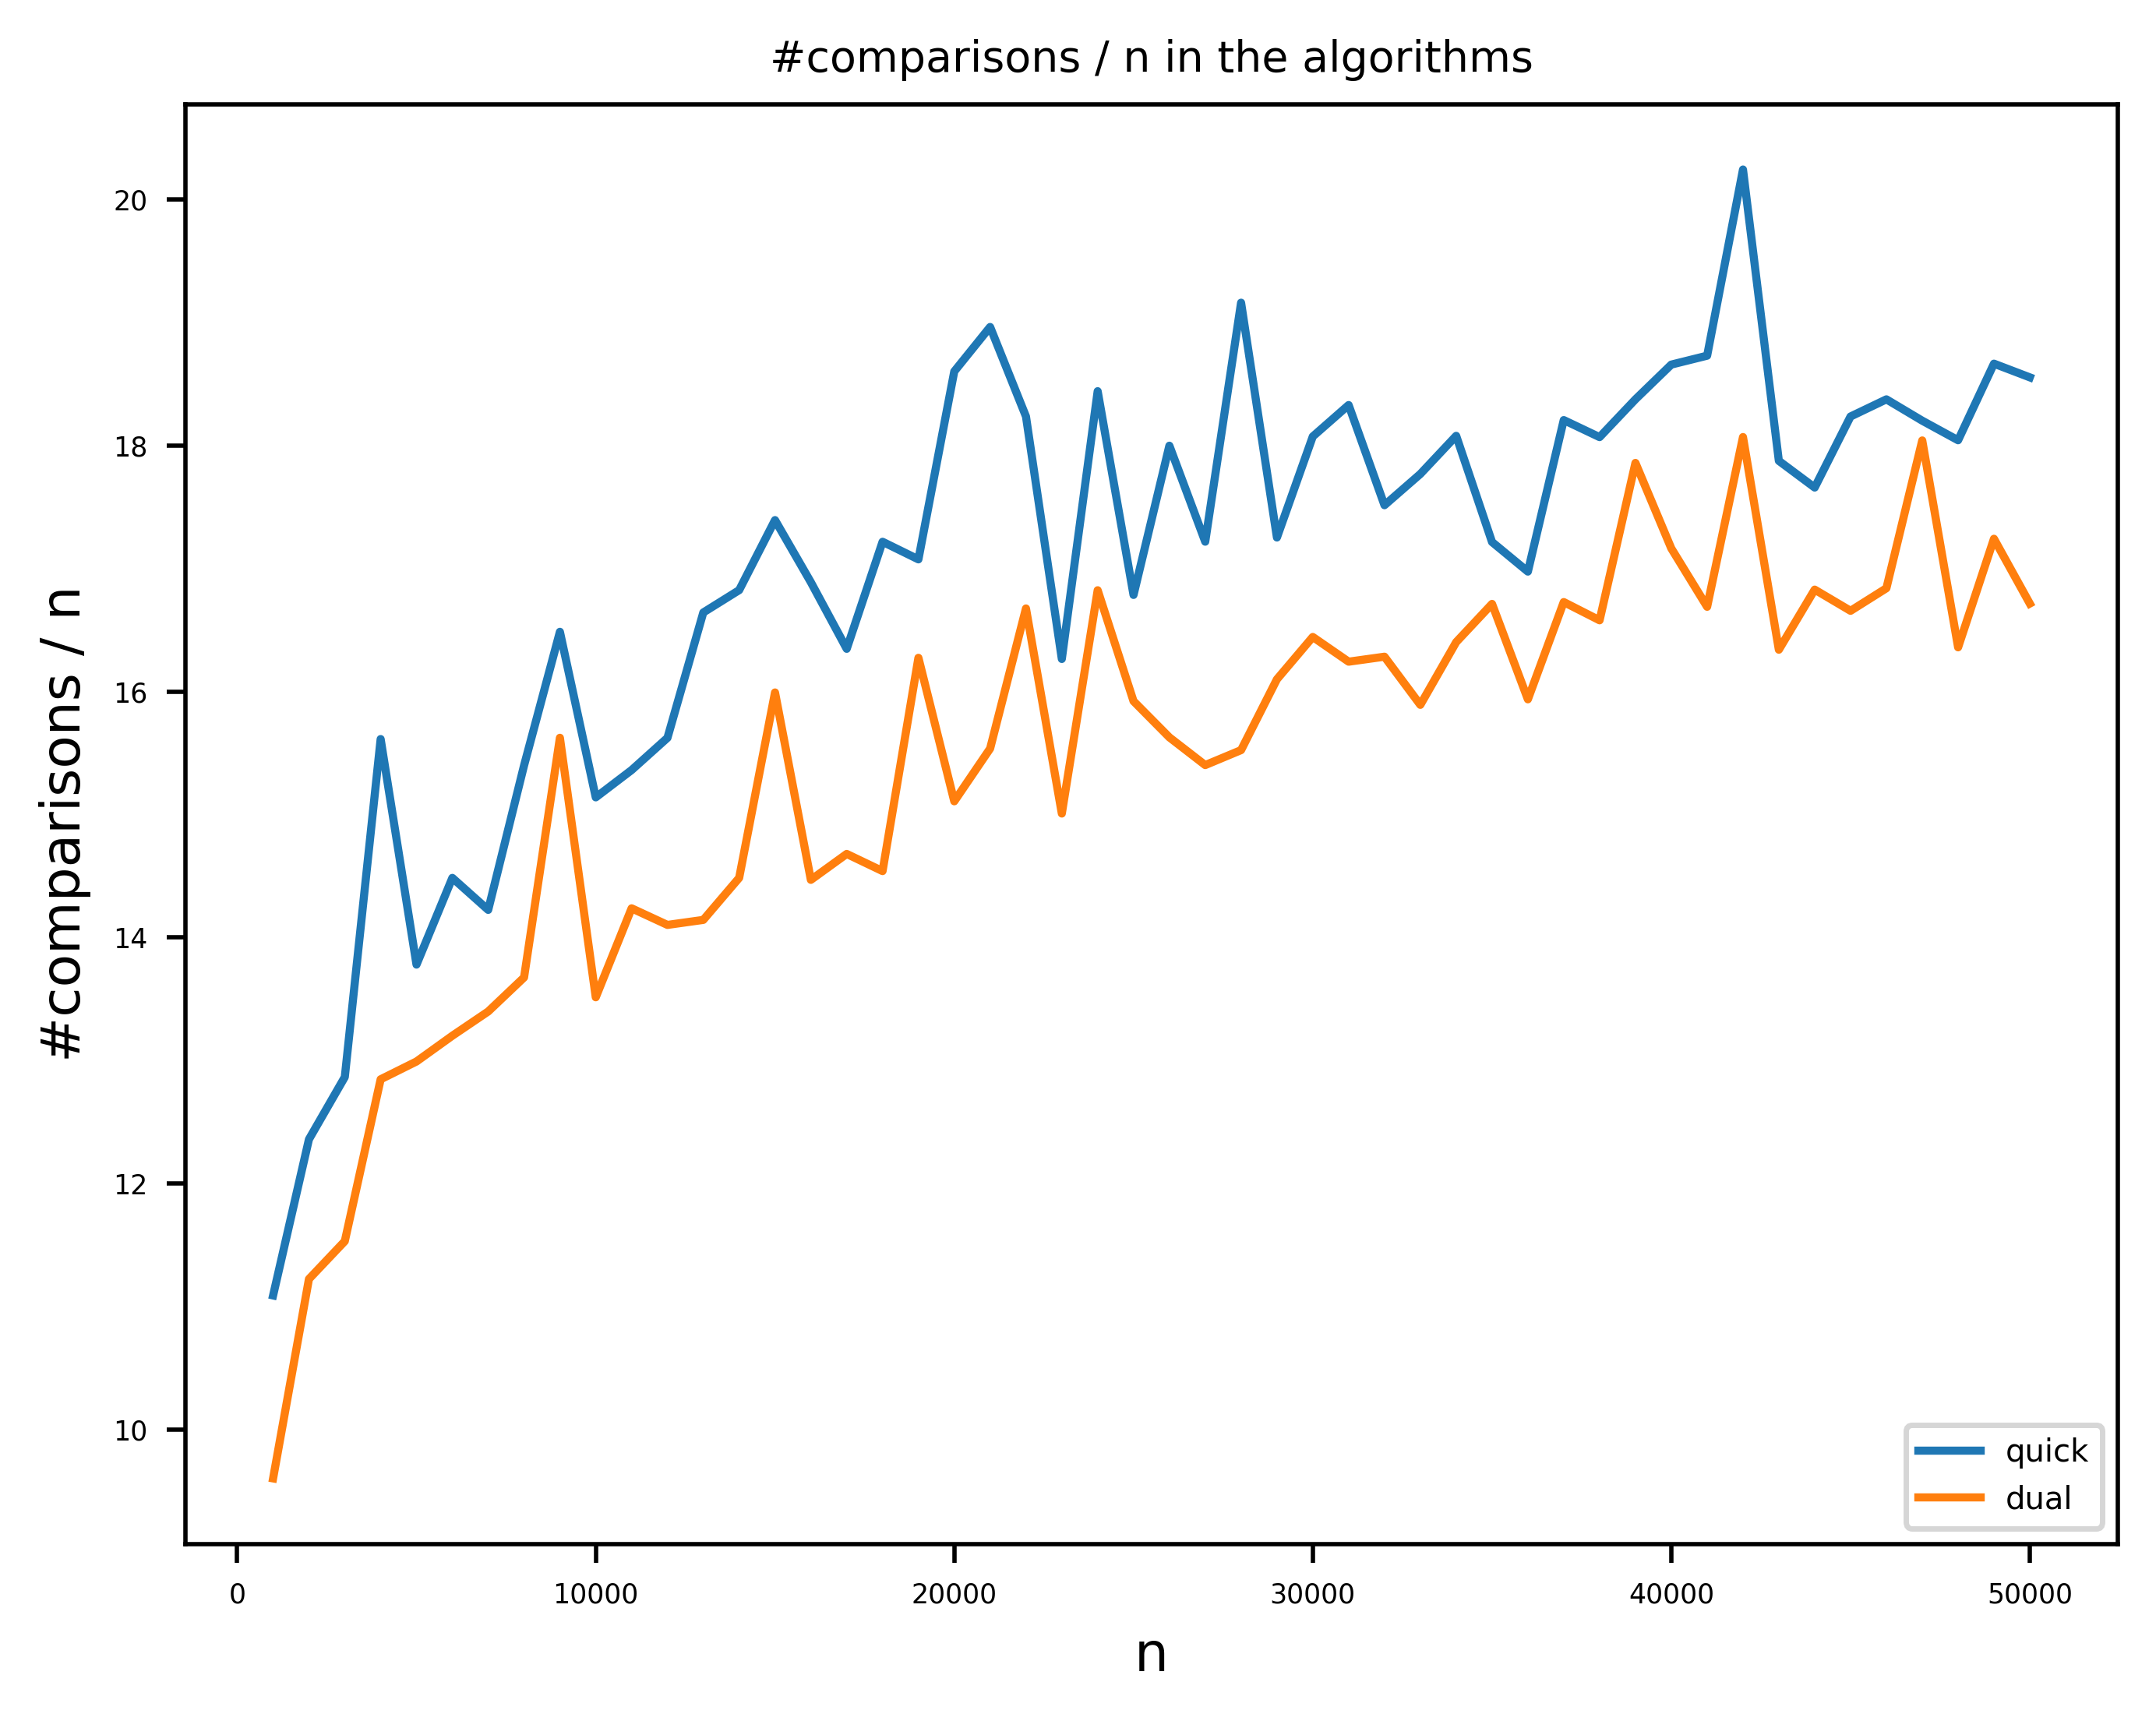 #comparisons / n in the algorithms
#comparisons / n
20
18
16
14
12
10
0 10000 20000 30000 40000 50000
n
quick
dual